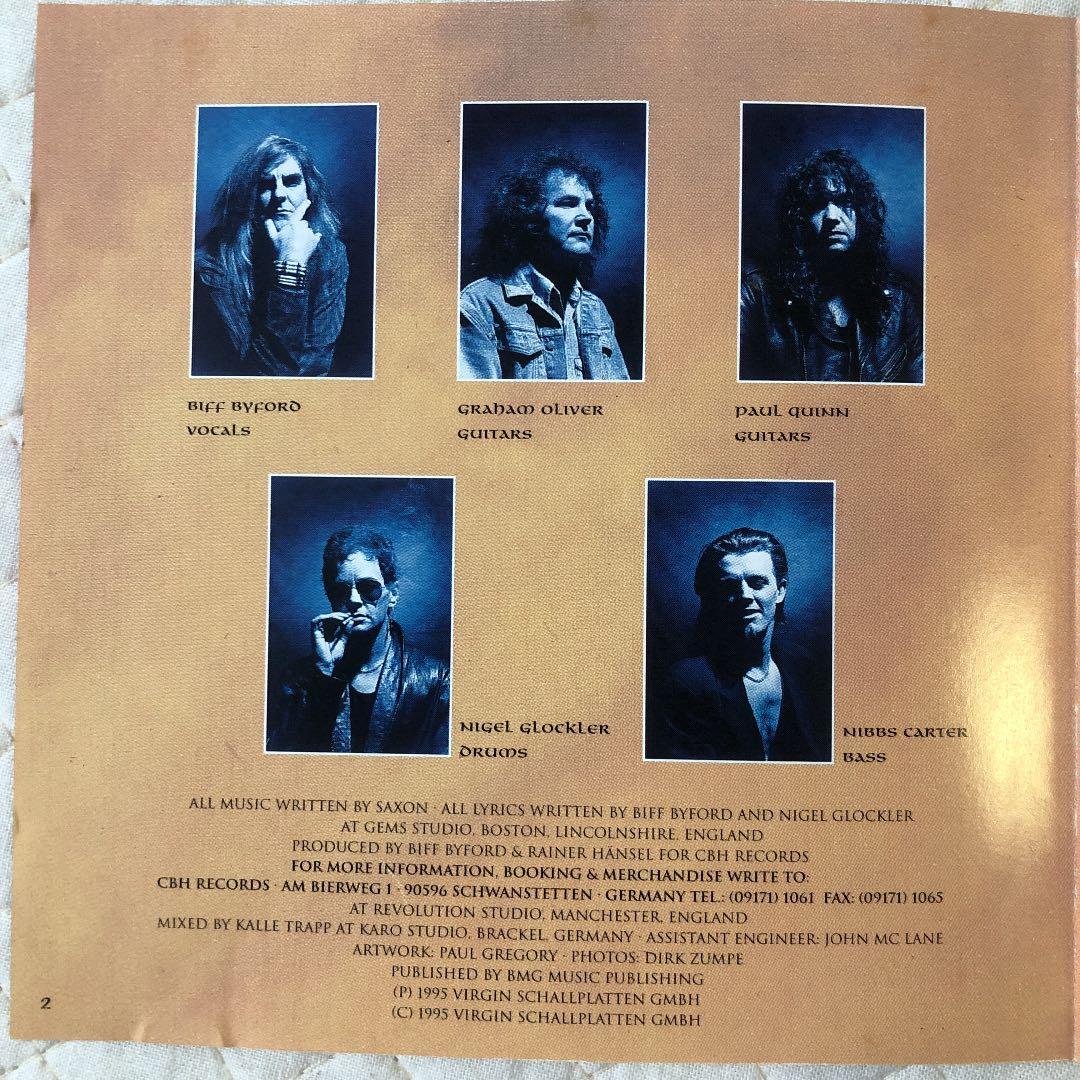 BIFF BYFORD
VOCALS
GRAHAM OLIVER
GUITARS
PAUL QUINN
GUITARS
NIGEL GLOCKLER
DRUMS
NIBBS CARTER
BASS
ALL MUSIC WRITTEN BY SAXON · ALL LYRICS WRITTEN BY BIFF BYFORD AND NIGEL GLOCKLER
AT GEMS STUDIO, BOSTON, LINCOLNSHIRE, ENGLAND
PRODUCED BY BIFF BYFORD & RAINER HÄNSEL FOR CBH RECORDS
FOR MORE INFORMATION, BOOKING & MERCHANDISE WRITE TO:
CBH RECORDS · AM BIERWEG 1 · 90596 SCHWANSTETTEN · GERMANY TEL.: (09171) 1061 FAX: (09171) 1065
AT REVOLUTION STUDIO, MANCHESTER, ENGLAND
MIXED BY KALLE TRAPP AT KARO STUDIO, BRACKEL, GERMANY · ASSISTANT ENGINEER: JOHN MC LANE
ARTWORK: PAUL GREGORY · PHOTOS: DIRK ZUMPE
PUBLISHED BY BMG MUSIC PUBLISHING
(P) 1995 VIRGIN SCHALLPLATTEN GMBH
(C) 1995 VIRGIN SCHALLPLATTEN GMBH
2